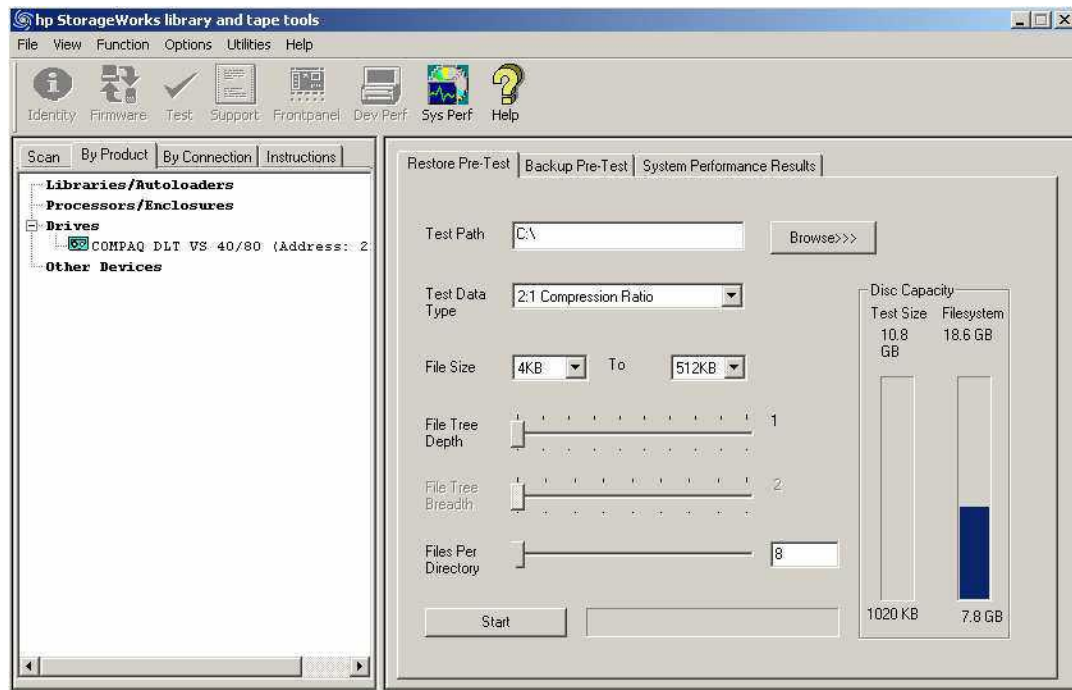 hp StorageWorks library and tape tools
File View Function Options Utilities Help
Identity Firmware Test Support Frontpanel Dev Perf Sys Perf Help
Scan By Product By Connection Instructions
Libraries/Autoloaders
Processors/Enclosures
Drives
COMPAQ DLT VS 40/80 (Address: 2
Other Devices
Restore Pre-Test Backup Pre-Test System Performance Results
Test Path C:\ Browse>>>
Test Data Type 2:1 Compression Ratio
File Size 4KB To 512KB
File Tree Depth 1
File Tree Breadth 2
Files Per Directory 8
Start
Disc Capacity
Test Size Filesystem
10.8 GB 18.6 GB
1020 KB 7.8 GB